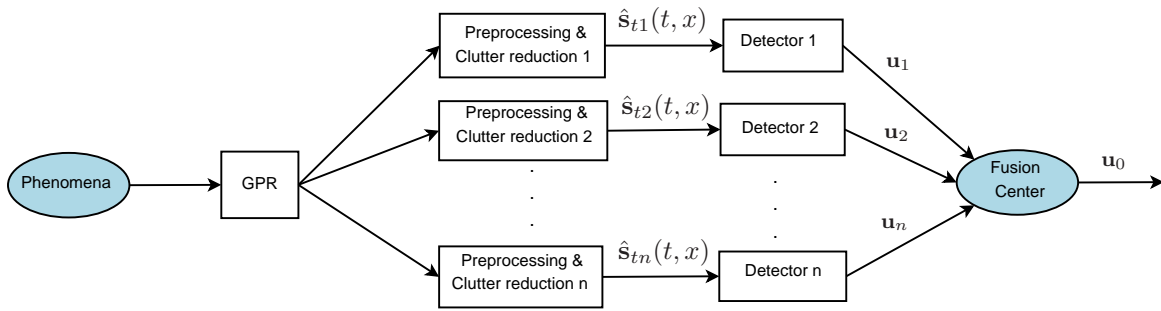 Preprocessing &
Clutter reduction 1
ŝ_{t1}(t, x)
Detector 1
u_1
Preprocessing &
Clutter reduction 2
ŝ_{t2}(t, x)
Detector 2
u_2
Phenomena
GPR
Fusion
Center
u_0
.
.
.
.
.
.
u_n
Preprocessing &
Clutter reduction n
ŝ_{tn}(t, x)
Detector n